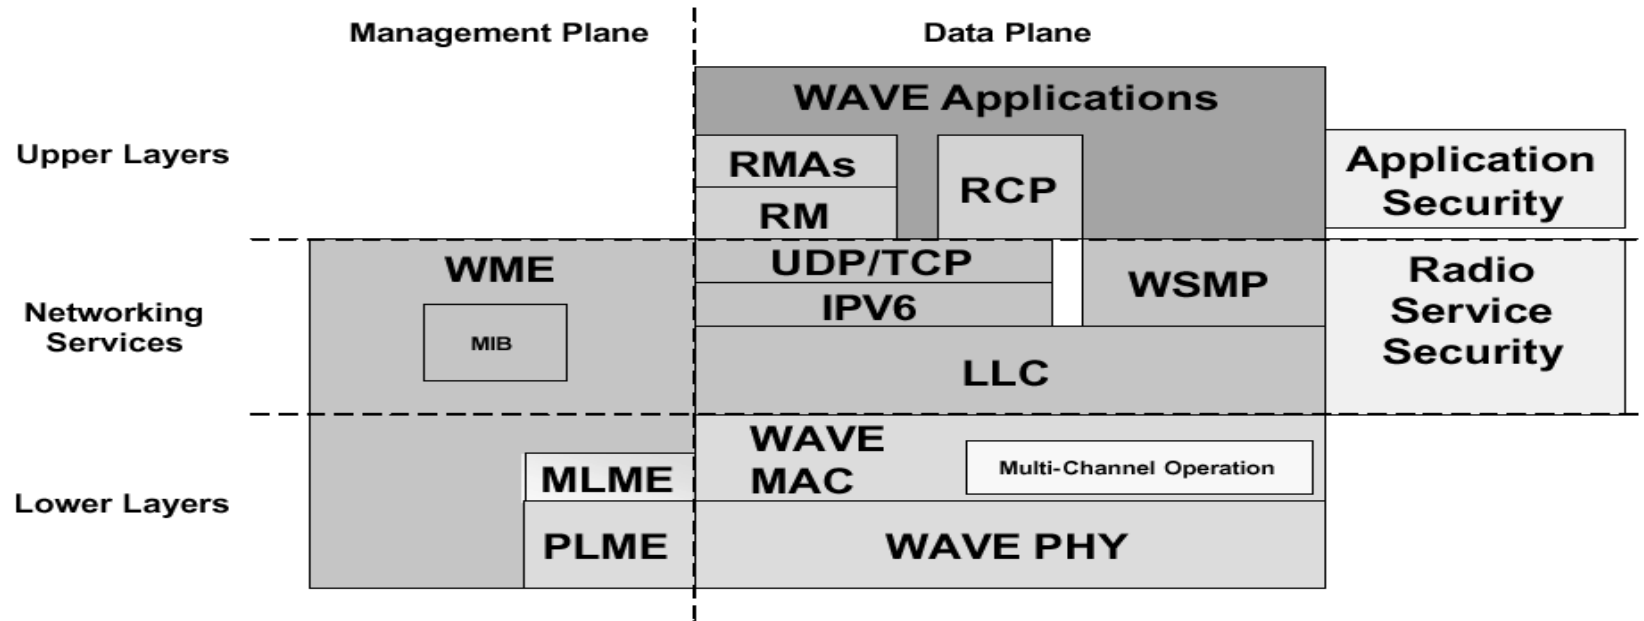 Management Plane
Data Plane
WAVE Applications
Upper Layers
RMAs
RM
RCP
Application
Security
WME
MIB
UDP/TCP
IPV6
WSMP
LLC
Networking
Services
Radio
Service
Security
Lower Layers
MLME
PLME
WAVE
MAC
Multi-Channel Operation
WAVE PHY